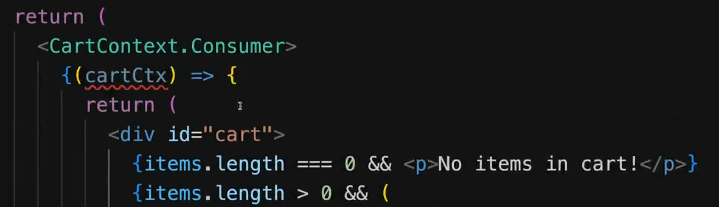 return (
<CartContext.Consumer>
{(cartCtx) => {
return (
<div id="cart">
{items.length === 0 && <p>No items in cart!</p>}
{items.length > 0 && (